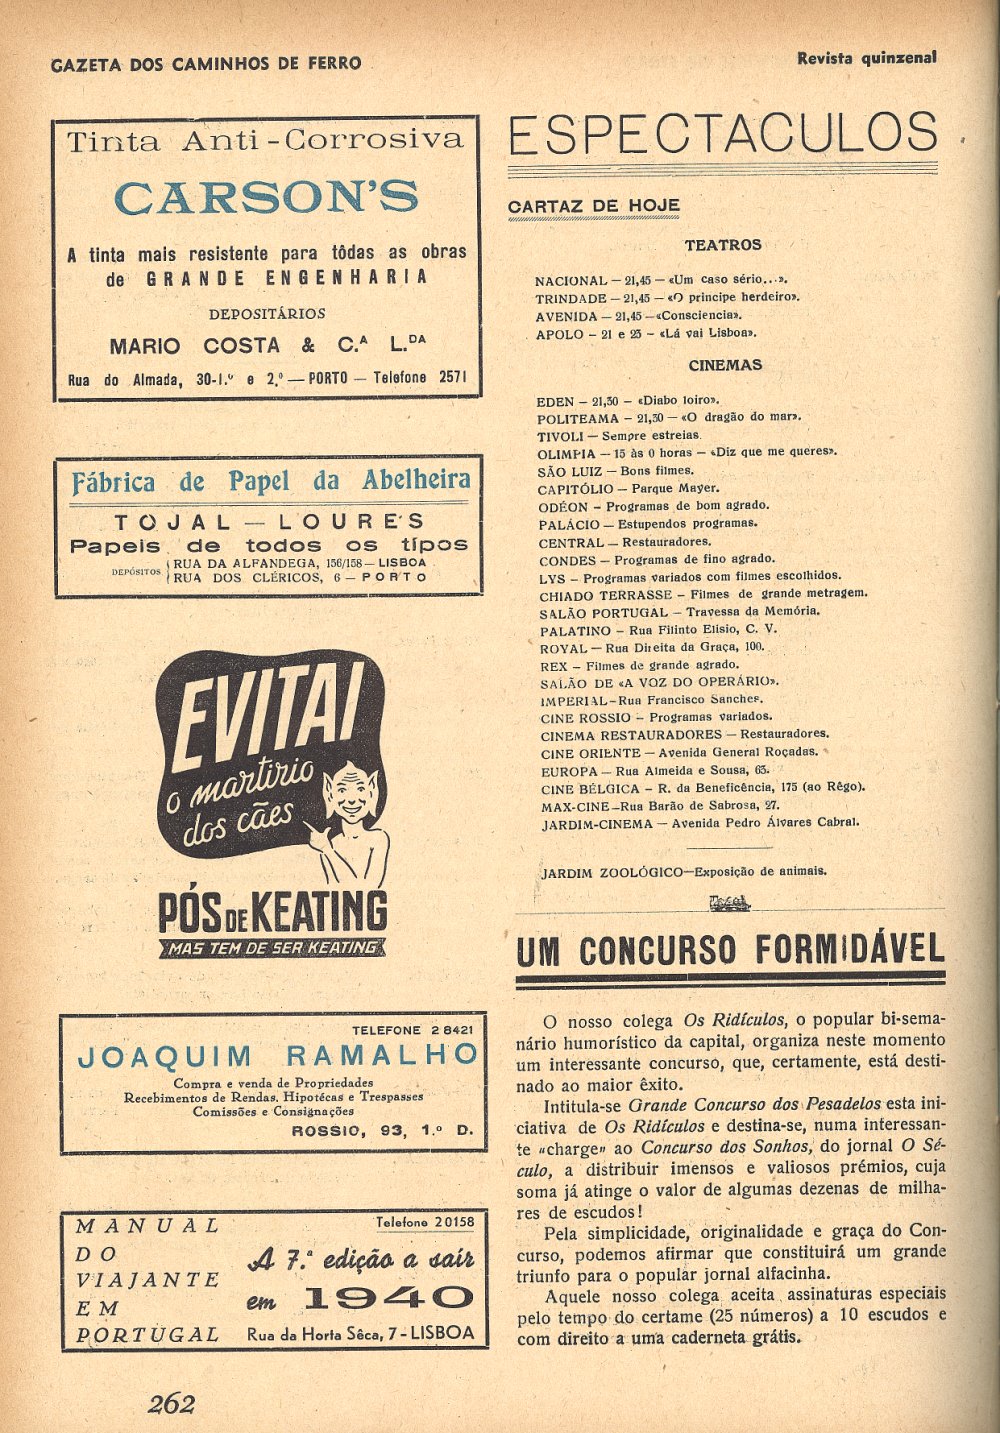 GAZETA DOS CAMINHOS DE FERRO
Revista quinzenal
Tinta Anti-Corrosiva
CARSON'S
A tinta mais resistente para tôdas as obras
de GRANDE ENGENHARIA
DEPOSITÁRIOS
MARIO COSTA & C.A L.DA
Rua do Almada, 30-1.º e 2.º — PORTO — Telefone 2571
Fábrica de Papel da Abelheira
TOJAL — LOURES
Papeis de todos os tipos
DEPÓSITOS
RUA DA ALFANDEGA, 156/158 — LISBOA
RUA DOS CLÉRICOS, 6 — PORTO
EVITAI
o martirio
dos cães
PÓS DE KEATING
MAS TEM DE SER KEATING
TELEFONE 28421
JOAQUIM RAMALHO
Compra e venda de Propriedades
Recebimentos de Rendas, Hipotécas e Trespasses
Comissões e Consignações
ROSSIO, 93, 1.º D.
MANUAL
DO
VIAJANTE
EM
PORTUGAL
Telefone 20158
A 7.ª edição a saír
em 1940
Rua da Horta Sêca, 7 - LISBOA
262
ESPECTACULOS
CARTAZ DE HOJE
TEATROS
NACIONAL — 21,45 — «Um caso sério...».
TRINDADE — 21,45 — «O principe herdeiro».
AVENIDA — 21,45 — «Consciencia».
APOLO — 21 e 23 — «Lá vai Lisboa».
CINEMAS
EDEN — 21,30 — «Diabo loiro».
POLITEAMA — 21,30 — «O dragão do mar».
TIVOLI — Sempre estreias.
OLIMPIA — 15 às 0 horas — «Diz que me queres».
SÃO LUIZ — Bons filmes.
CAPITÓLIO — Parque Mayer.
ODÉON — Programas de bom agrado.
PALÁCIO — Estupendos programas.
CENTRAL — Restauradores.
CONDES — Programas de fino agrado.
LYS — Programas variados com filmes escolhidos.
CHIADO TERRASSE — Filmes de grande metragem.
SALÃO PORTUGAL — Travessa da Memória.
PALATINO — Rua Filinto Elisio, C. V.
ROYAL — Rua Direita da Graça, 100.
REX — Filmes de grande agrado.
SALÃO DE «A VOZ DO OPERÁRIO».
IMPERIAL — Rua Francisco Sanches.
CINE ROSSIO — Programas variados.
CINEMA RESTAURADORES — Restauradores.
CINE ORIENTE — Avenida General Roçadas.
EUROPA — Rua Almeida e Sousa, 63.
CINE BÉLGICA — R. da Beneficência, 175 (ao Rêgo).
MAX-CINE — Rua Barão de Sabrosa, 27.
JARDIM-CINEMA — Avenida Pedro Álvares Cabral.
JARDIM ZOOLÓGICO — Exposição de animais.
UM CONCURSO FORMIDÁVEL
O nosso colega Os Ridículos, o popular bi-sema-
nário humorístico da capital, organiza neste momento
um interessante concurso, que, certamente, está desti-
nado ao maior êxito.
Intitula-se Grande Concurso dos Pesadelos esta ini-
ciativa de Os Ridículos e destina-se, numa interessan-
te «charge» ao Concurso dos Sonhos, do jornal O Sé-
culo, a distribuir imensos e valiosos prémios, cuja
soma já atinge o valor de algumas dezenas de milha-
res de escudos!
Pela simplicidade, originalidade e graça do Con-
curso, podemos afirmar que constituirá um grande
triunfo para o popular jornal alfacinha.
Aquele nosso colega aceita assinaturas especiais
pelo tempo do certame (25 números) a 10 escudos e
com direito a uma caderneta grátis.